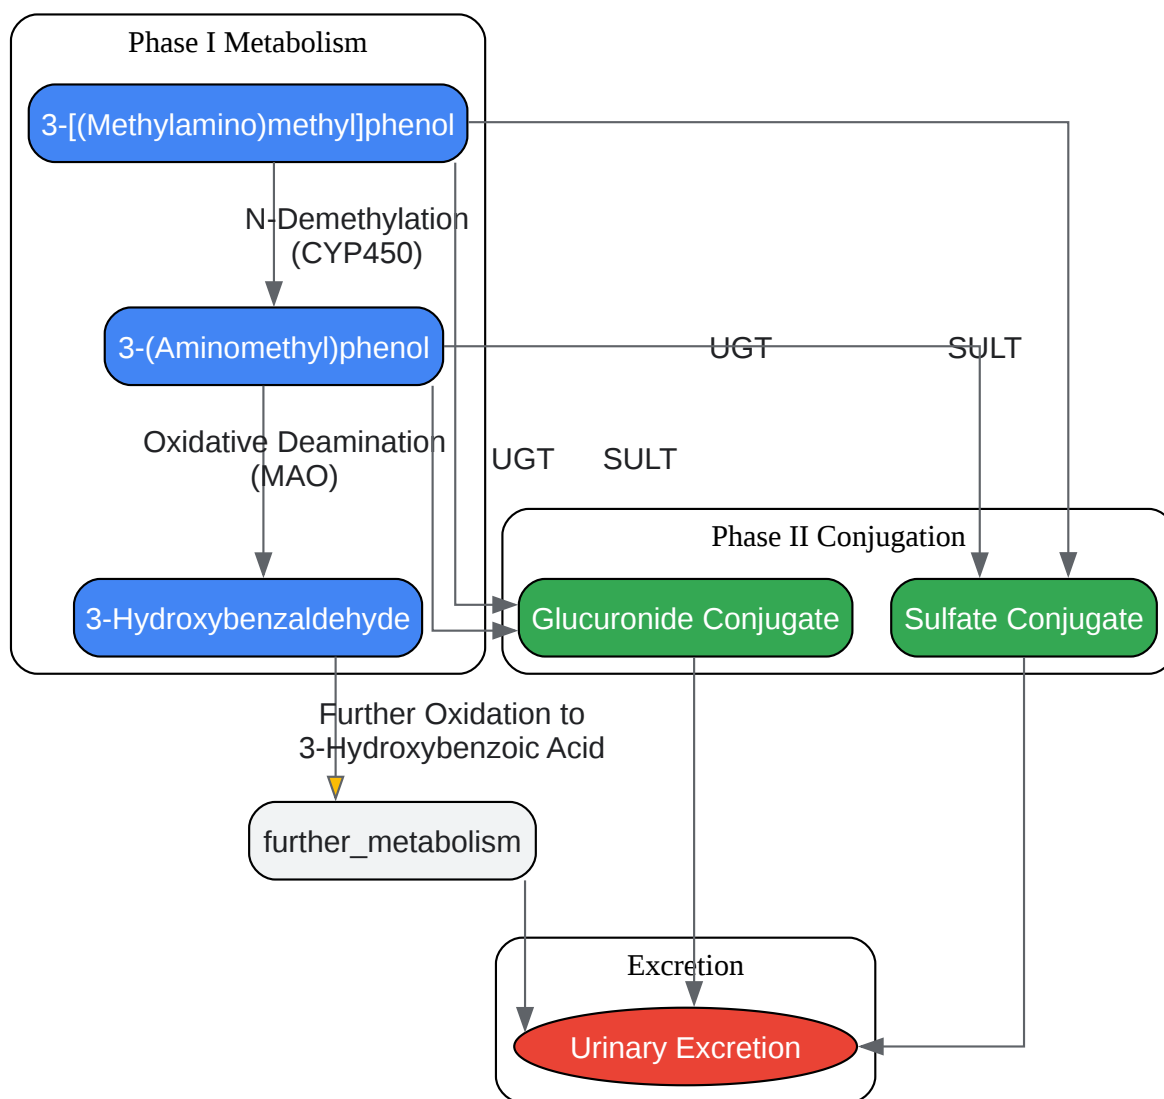 Phase I Metabolism
3-[(Methylamino)methyl]phenol
N-Demethylation
(CYP450)
3-(Aminomethyl)phenol
UGT
SULT
Oxidative Deamination
(MAO)
UGT
SULT
Phase II Conjugation
3-Hydroxybenzaldehyde
Glucuronide Conjugate
Sulfate Conjugate
Further Oxidation to
3-Hydroxybenzoic Acid
further_metabolism
Excretion
Urinary Excretion